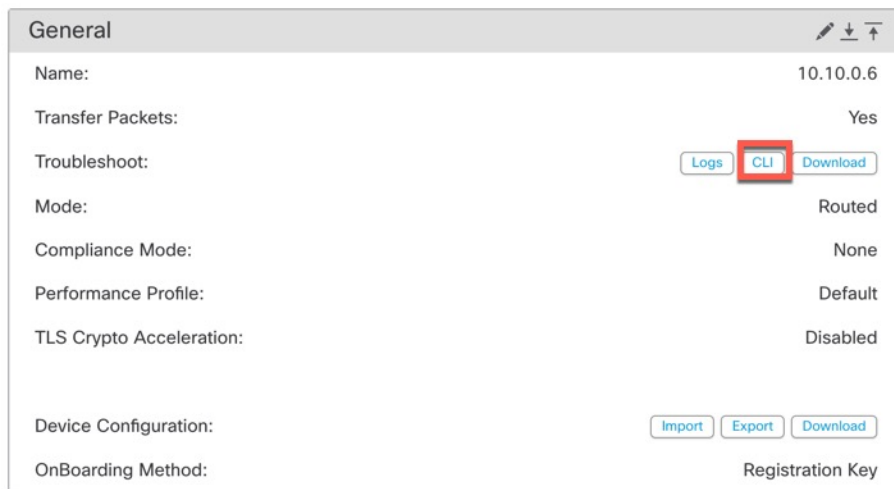 General
Name: 10.10.0.6
Transfer Packets: Yes
Troubleshoot: Logs CLI Download
Mode: Routed
Compliance Mode: None
Performance Profile: Default
TLS Crypto Acceleration: Disabled
Device Configuration: Import Export Download
OnBoarding Method: Registration Key